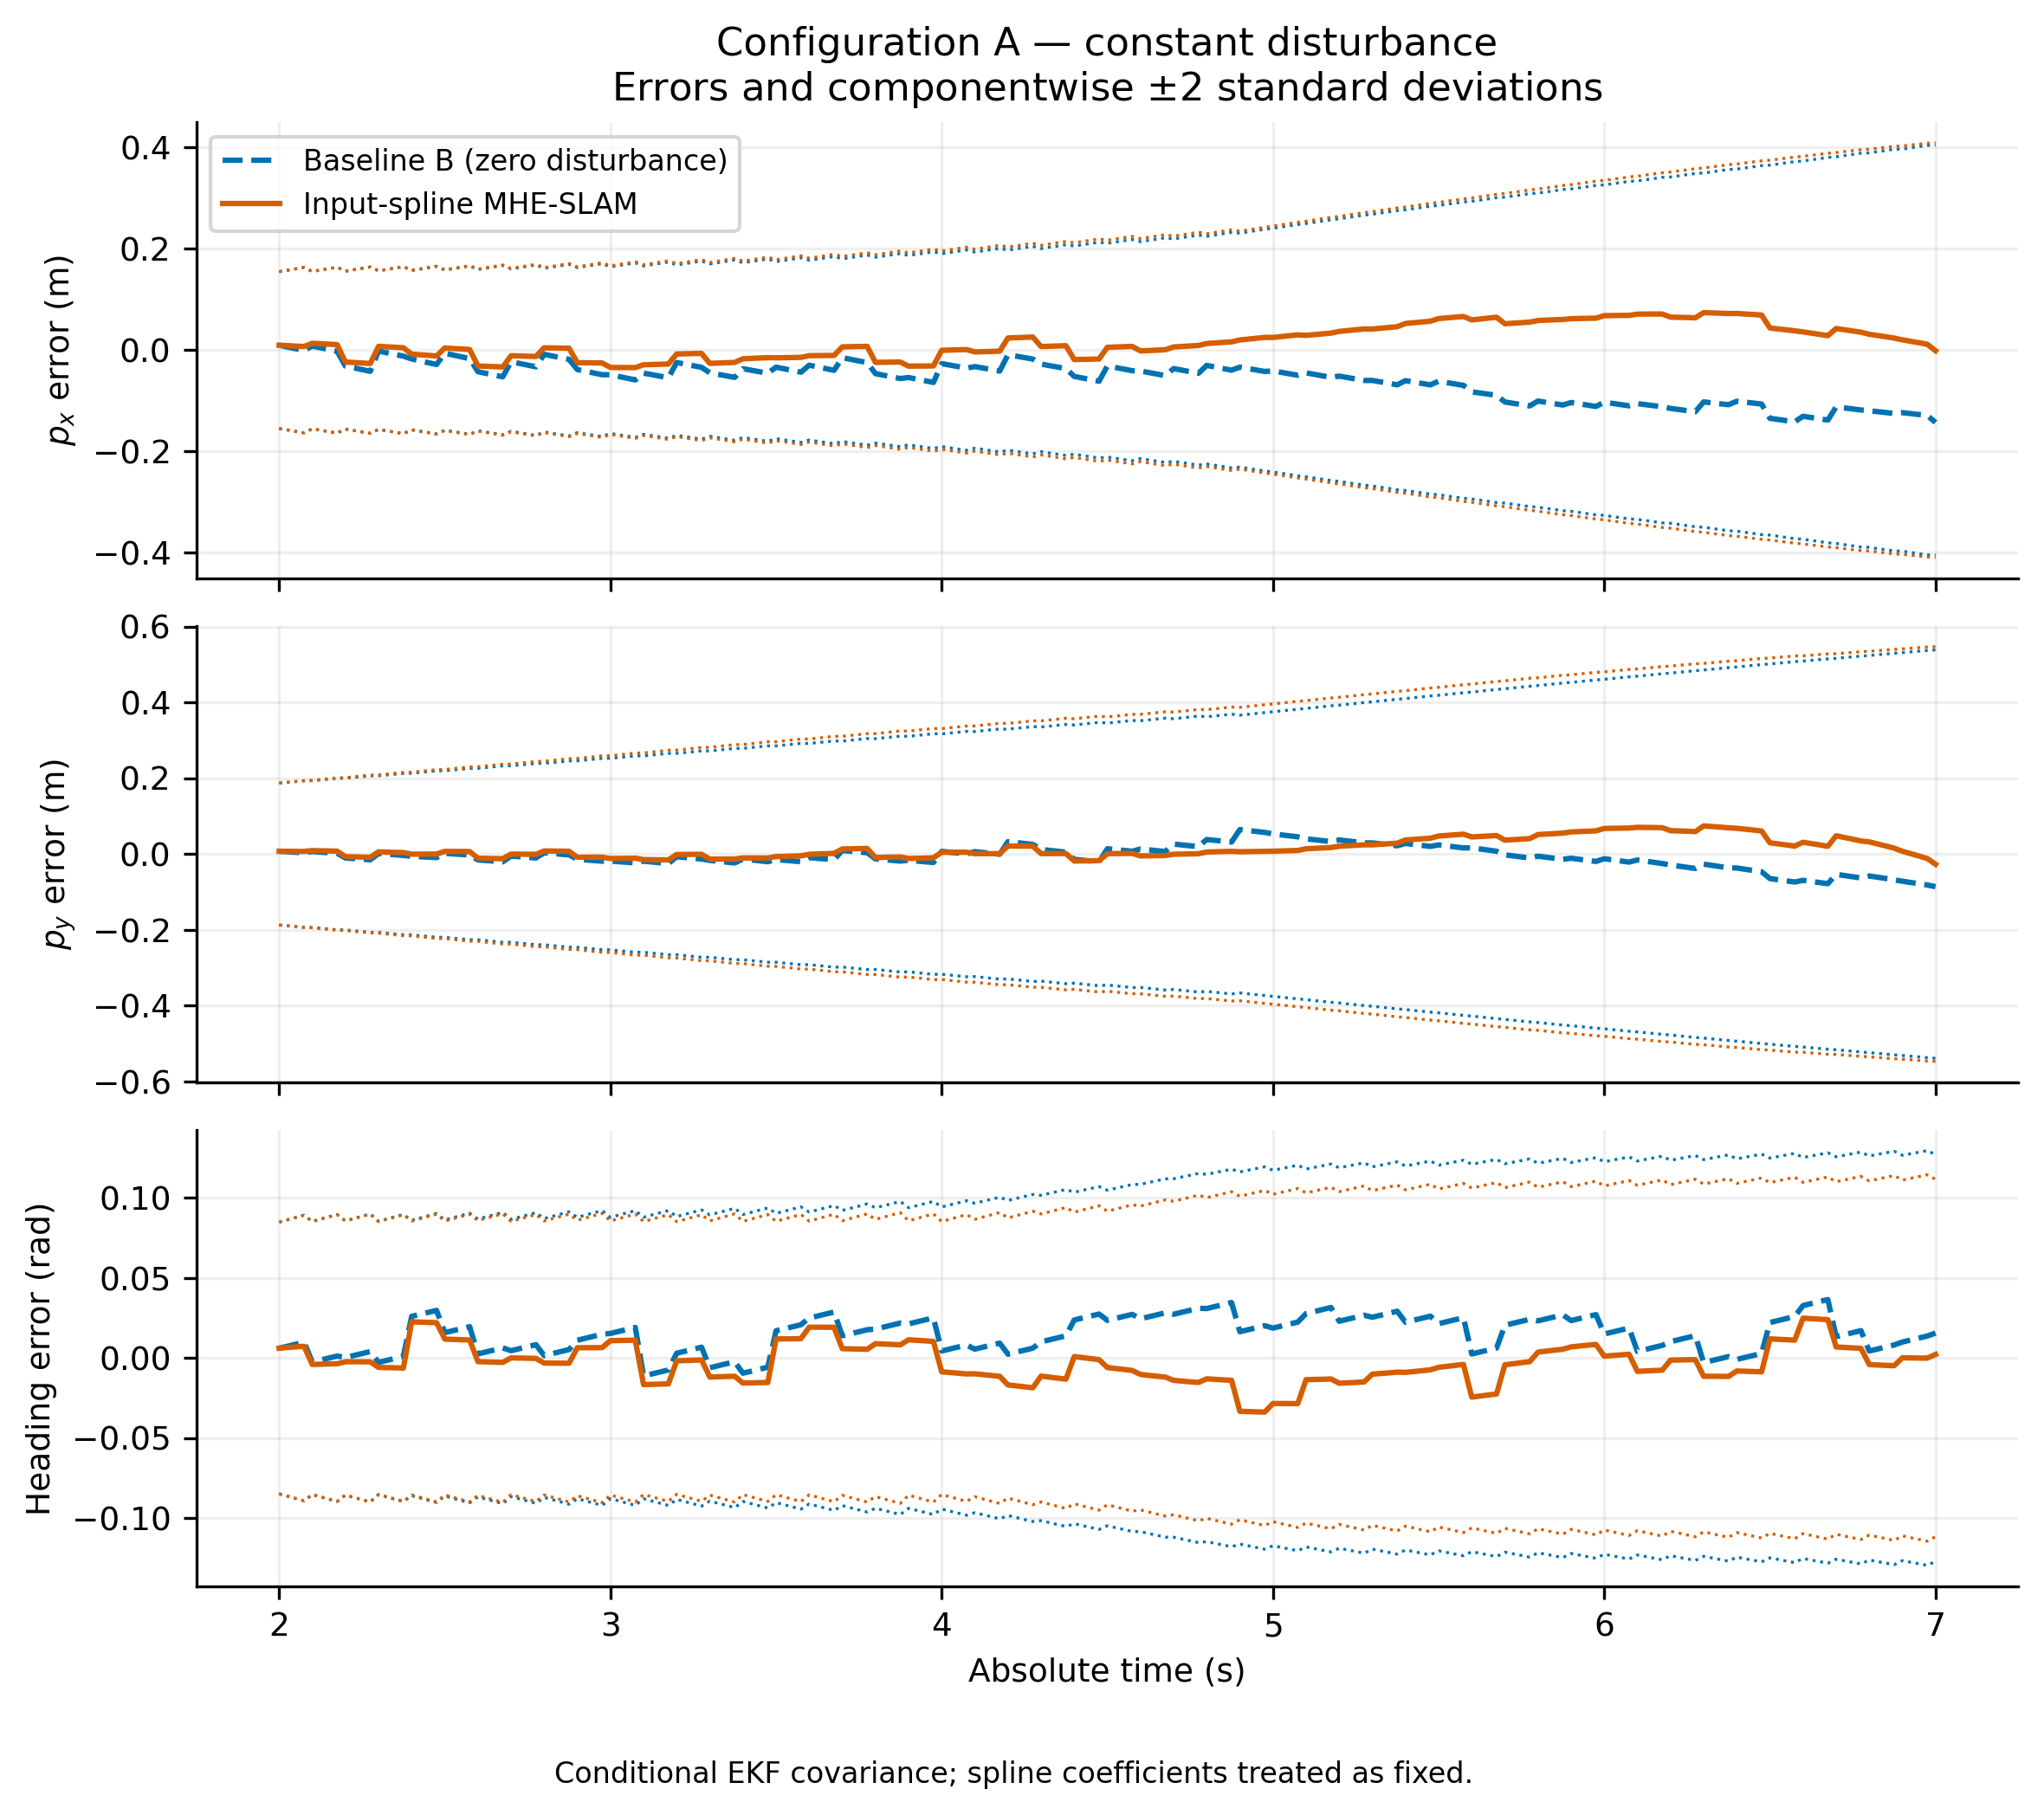 Configuration A — constant disturbance
Errors and componentwise ±2 standard deviations
Baseline B (zero disturbance)
Input-spline MHE-SLAM
0.4
0.2
0.0
−0.2
−0.4
p_x error (m)
0.6
0.4
0.2
0.0
−0.2
−0.4
−0.6
p_y error (m)
0.10
0.05
0.00
−0.05
−0.10
Heading error (rad)
2 3 4 5 6 7
Absolute time (s)
Conditional EKF covariance; spline coefficients treated as fixed.